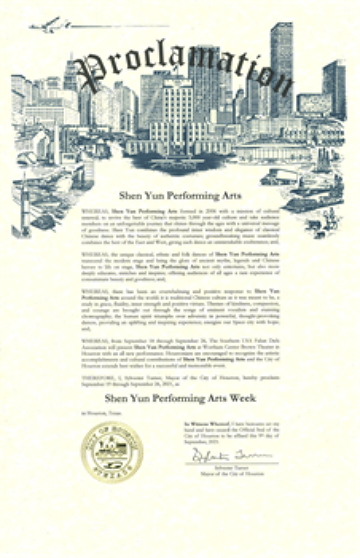 Proclamation
Shen Yun Performing Arts
WHEREAS, Shen Yun Performing Arts formed in 2006 with a mission of cultural
renewal, to revive the best of China's majestic 5,000 year-old culture and take audience
members on an unforgettable journey that shines through the ages with a universal message
of goodness. Shen Yun combines the profound inner wisdom and elegance of classical
Chinese dance with the beauty of authentic costumes, groundbreaking music seamlessly
combines the best of the East and West, giving each dance an unmistakable
WHEREAS, the unique classical, ethnic and folk dances of Shen Yun Performing Arts
transcend the modern stage and bring the glory of ancient myths, legends and Chinese
heroes to life on stage, Shen Yun Performing Arts not only entertains, but also more
deeply educates, enriches and inspires; offering audiences of all ages a rare experience of
consummate beauty and goodness; and,
WHEREAS, there has been an overwhelming and positive response to Shen Yun
Performing Arts around the world: it is traditional Chinese culture as it was meant to be, a
study in grace, fluidity, inner strength and positive virtues. Themes of kindness, compassion,
and courage are brought out through the songs of eminent vocalists and stunning
choreography; the human spirit triumphs over adversity in powerful, thought-provoking
dances, providing an uplifting and inspiring experience; energize our Space city with hope;
and,
WHEREAS, from September 19 through September 26, The Southern USA Falun Dafa
Association will present Shen Yun Performing Arts at Wortham Center Brown Theater in
Houston with an all new performance. Houstonians are encouraged to recognize the artistic
accomplishments and cultural contributions of Shen Yun Performing Arts and the City of
Houston extends best wishes for a successful and memorable event.
THEREFORE, I, Sylvester Turner, Mayor of the City of Houston, hereby proclaim
September 19 through September 26, 2021, as
Shen Yun Performing Arts Week
in Houston, Texas.
In Witness Whereof, I have hereunto set my
hand and have caused the Official Seal of the
City of Houston to be affixed this 9th day of
September, 2021.
Sylvester Turner
Mayor of the City of Houston
CITY OF HOUSTON
TEXAS